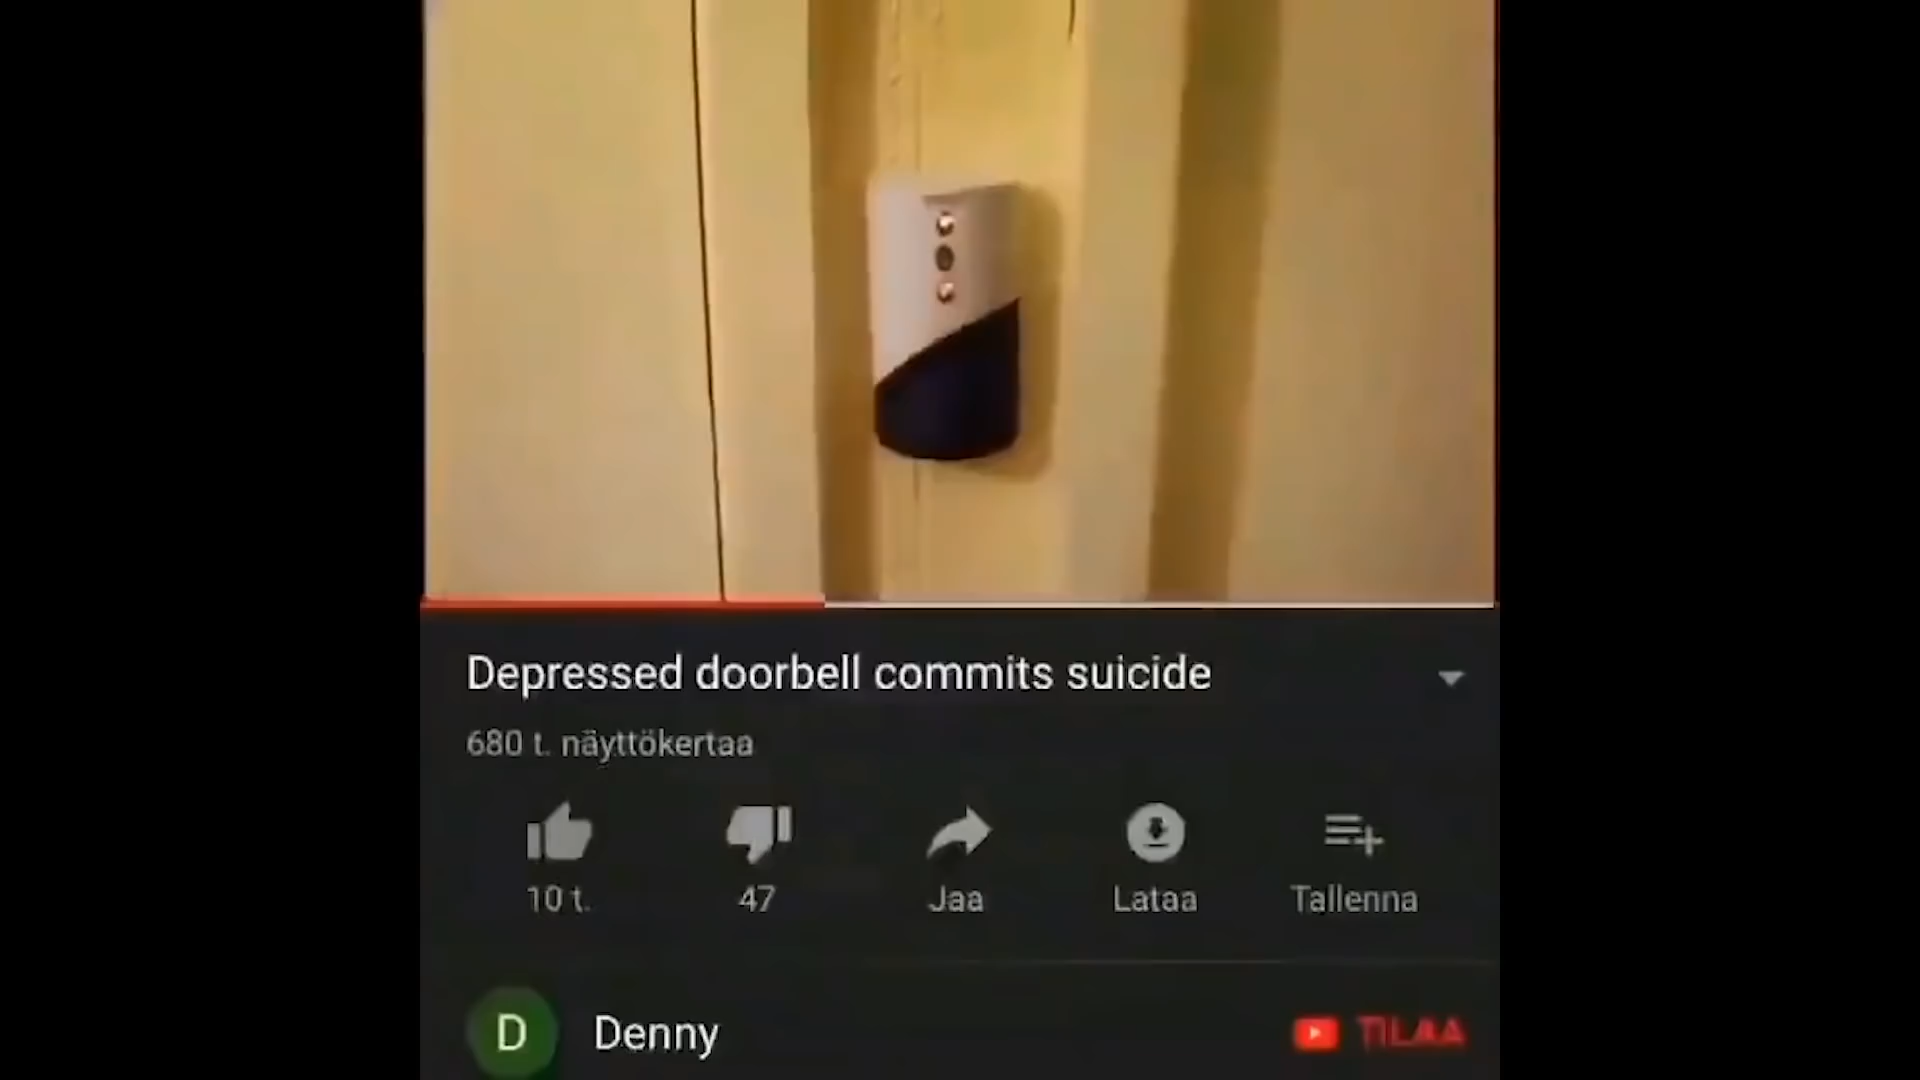 Depressed doorbell commits suicide
680 t. näyttökertaa
10 t.
47
Jaa
Lataa
Tallenna
D
Denny
TILAA